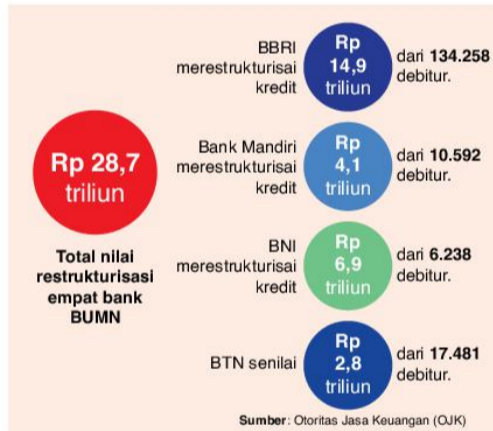 Rp 28,7
triliun
Total nilai
restrukturisasi
empat bank
BUMN
BBRI
merestrukturisai
kredit
Rp
14,9
triliun
dari 134.258
debitur.
Bank Mandiri
merestrukturisai
kredit
Rp
4,1
triliun
dari 10.592
debitur.
BNI
merestrukturisai
kredit
Rp
6,9
triliun
dari 6.238
debitur.
BTN senilai
Rp
2,8
triliun
dari 17.481
debitur.
Sumber: Otoritas Jasa Keuangan (OJK)